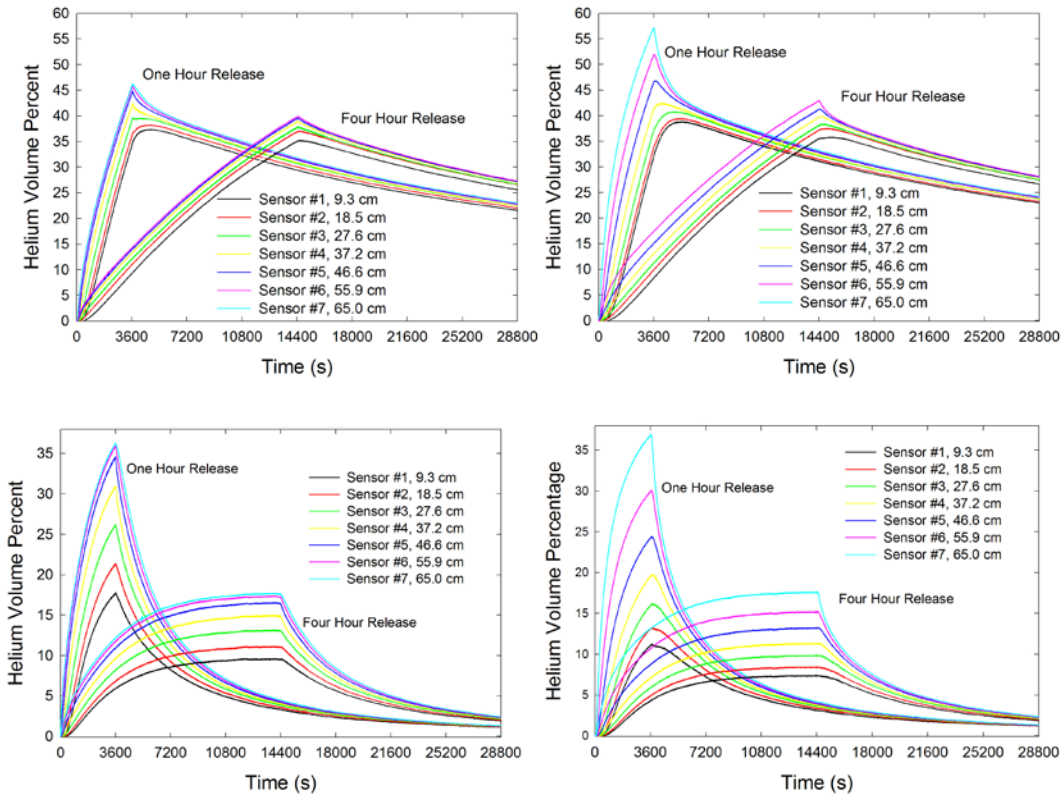 60
55
50
45
40
35
30
25
20
15
10
5
0
Helium Volume Percent
One Hour Release
Four Hour Release
Sensor #1, 9.3 cm
Sensor #2, 18.5 cm
Sensor #3, 27.6 cm
Sensor #4, 37.2 cm
Sensor #5, 46.6 cm
Sensor #6, 55.9 cm
Sensor #7, 65.0 cm
0 3600 7200 10800 14400 18000 21600 25200 28800
Time (s)
60
55
50
45
40
35
30
25
20
15
10
5
0
Helium Volume Percent
One Hour Release
Four Hour Release
Sensor #1, 9.3 cm
Sensor #2, 18.5 cm
Sensor #3, 27.6 cm
Sensor #4, 37.2 cm
Sensor #5, 46.6 cm
Sensor #6, 55.9 cm
Sensor #7, 65.0 cm
0 3600 7200 10800 14400 18000 21600 25200 28800
Time (s)
35
30
25
20
15
10
5
0
Helium Volume Percent
One Hour Release
Sensor #1, 9.3 cm
Sensor #2, 18.5 cm
Sensor #3, 27.6 cm
Sensor #4, 37.2 cm
Sensor #5, 46.6 cm
Sensor #6, 55.9 cm
Sensor #7, 65.0 cm
Four Hour Release
0 3600 7200 10800 14400 18000 21600 25200 28800
Time (s)
35
30
25
20
15
10
5
0
Helium Volume Percentage
One Hour Release
Sensor #1, 9.3 cm
Sensor #2, 18.5 cm
Sensor #3, 27.6 cm
Sensor #4, 37.2 cm
Sensor #5, 46.6 cm
Sensor #6, 55.9 cm
Sensor #7, 65.0 cm
Four Hour Release
0 3600 7200 10800 14400 18000 21600 25200 28800
Time (s)